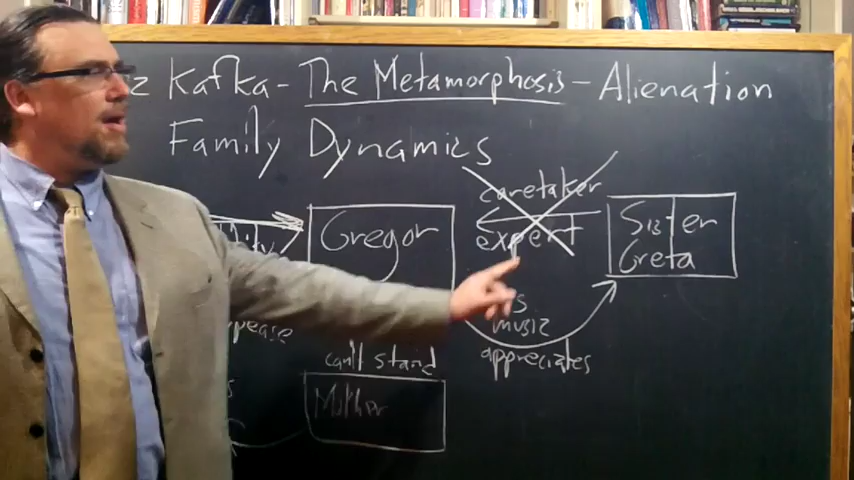 z Kafka - The Metamorphosis - Alienation
Family Dynamics
caretaker
expert
Gregor
Sister
Greta
music
appreciates
can't stand
Mother